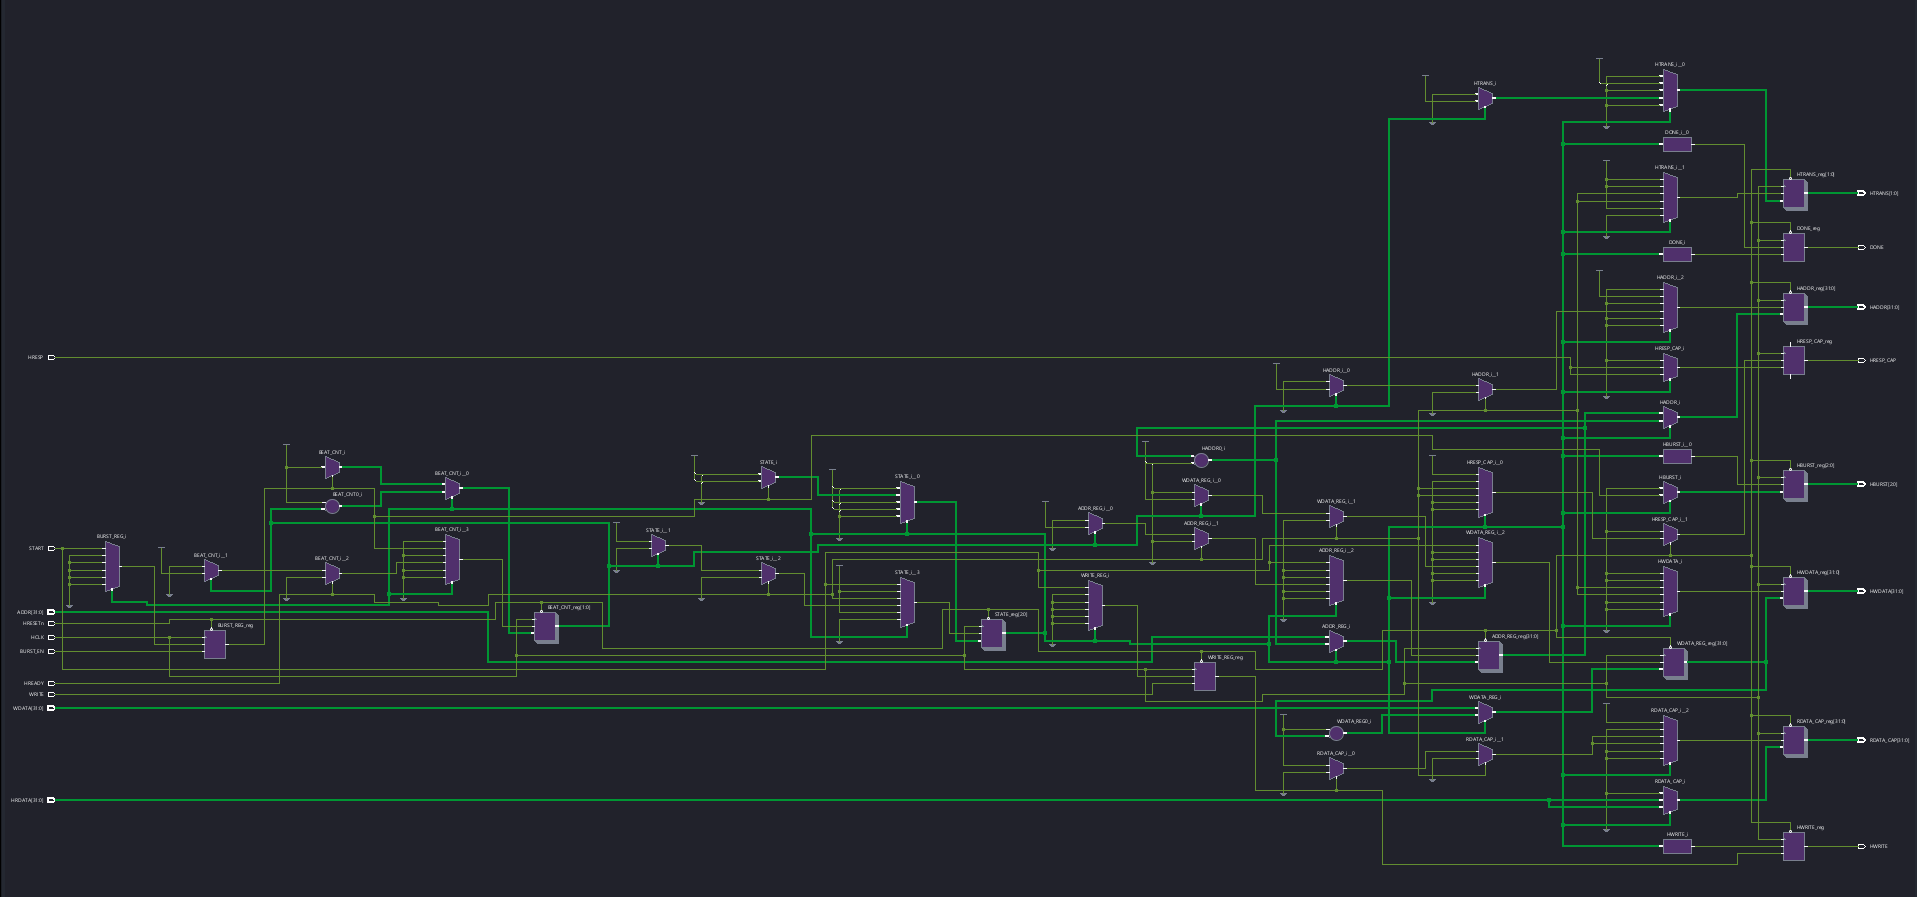 HTRANS_i__0
HTRANS_i
DONE_i__0
HTRANS_i__1
HTRANS_reg[1:0]
HTRANS[1:0]
DONE_reg
DONE_i
DONE
HADDR_i__2
HADDR_reg[31:0]
HADDR[31:0]
HRESP_CAP_reg
HRESP_CAP_i
HRESP
HRESP_CAP
HADDR_i__0
HADDR_i__1
HADDR_i
HBURST_i__0
HADDR0_i
BEAT_CNT_i
STATE_i
HRESP_CAP_i__0
HBURST_reg[2:0]
BEAT_CNT_i__0
STATE_i__0
WDATA_REG_i__0
HBURST_i
HBURST[2:0]
BEAT_CNT0_i
WDATA_REG_i__1
ADDR_REG_i__0
ADDR_REG_i__1
HRESP_CAP_i__1
BEAT_CNT_i__3
STATE_i__1
WDATA_REG_i__2
BURST_REG_i
START
BEAT_CNT_i__1
BEAT_CNT_i__2
STATE_i__2
ADDR_REG_i__2
HWDATA_i
STATE_i__3
WRITE_REG_i
HWDATA_reg[31:0]
HWDATA[31:0]
BEAT_CNT_reg[1:0]
ADDR[31:0]
STATE_reg[2:0]
HRESETn
BURST_REG_reg
ADDR_REG_i
HCLK
ADDR_REG_reg[31:0]
WDATA_REG_reg[31:0]
BURST_EN
WRITE_REG_reg
HREADY
WRITE
WDATA_REG_i
WDATA[31:0]
RDATA_CAP_i__2
WDATA_REG0_i
RDATA_CAP_reg[31:0]
RDATA_CAP_i__1
RDATA_CAP[31:0]
RDATA_CAP_i__0
RDATA_CAP_i
HRDATA[31:0]
HWRITE_reg
HWRITE_i
HWRITE